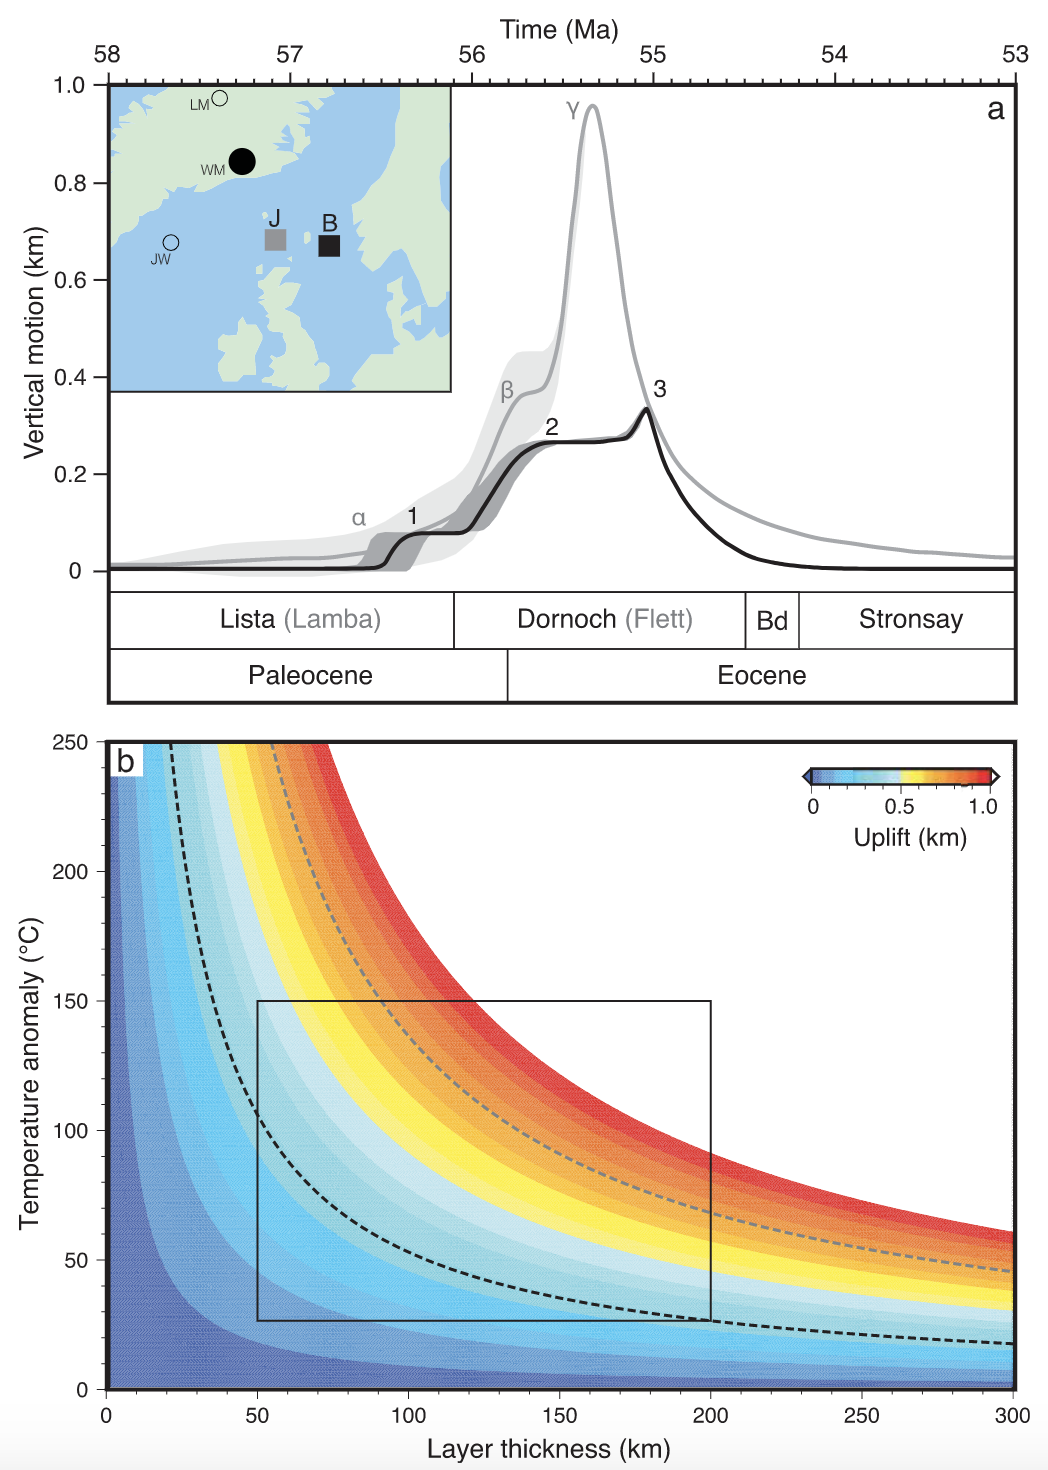 Time (Ma)
58 57 56 55 54 53
a
1.0
0.8
0.6
0.4
0.2
0
Vertical motion (km)
LM
WM
J B
JW
γ
β
α
1
2
3
Lista (Lamba) Dornoch (Flett) Bd Stronsay
Paleocene Eocene
b
250
200
150
100
50
0
Temperature anomaly (°C)
0 0.5 1.0
Uplift (km)
0 50 100 150 200 250 300
Layer thickness (km)